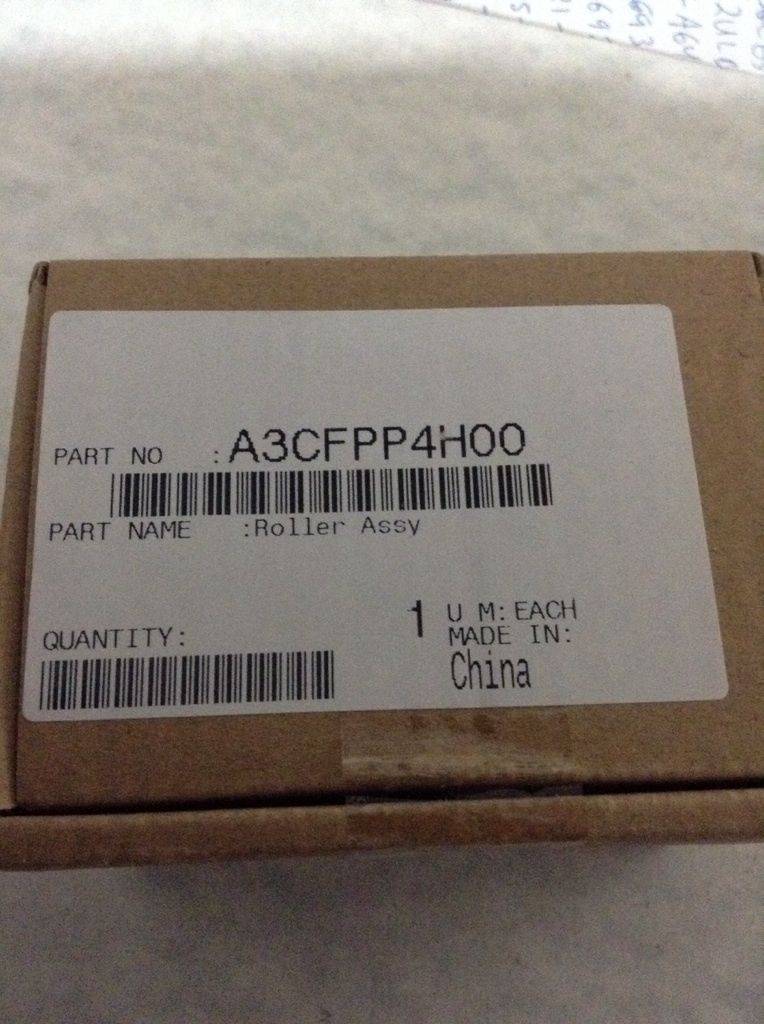 PART NO : A3CFPP4H00
PART NAME :Roller Assy
QUANTITY: 1 U M: EACH
MADE IN:
China